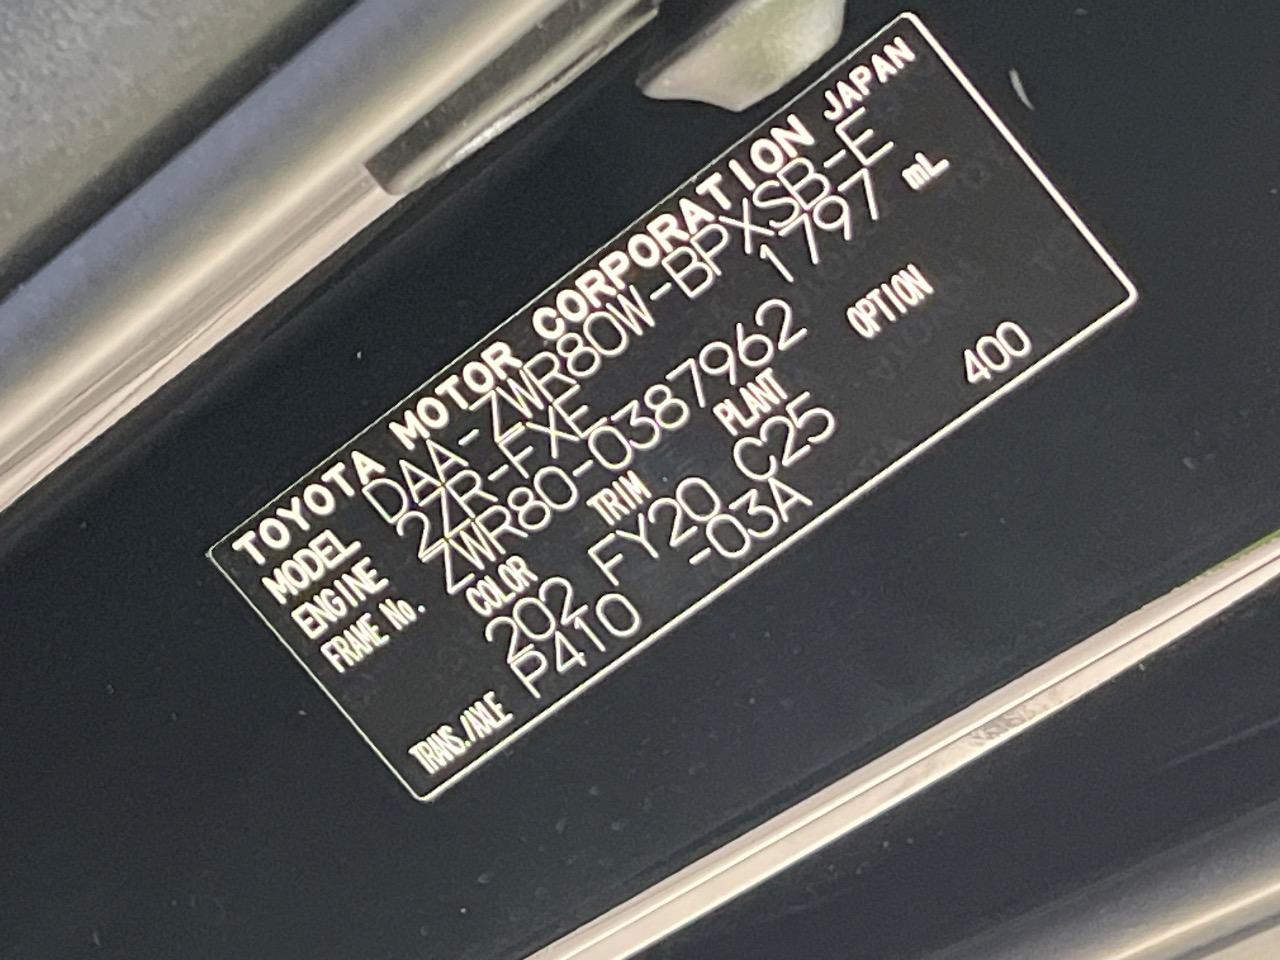 TOYOTA MOTOR CORPORATION JAPAN
MODEL DAA-ZWR80W-BPXSB-E
ENGINE 2ZR-FXE 1797 mL
FRAME No. ZWR80-0387962
COLOR TRIM PLANT OPTION
202 FY20 C25 400
TRANS./AXLE P410 -03A